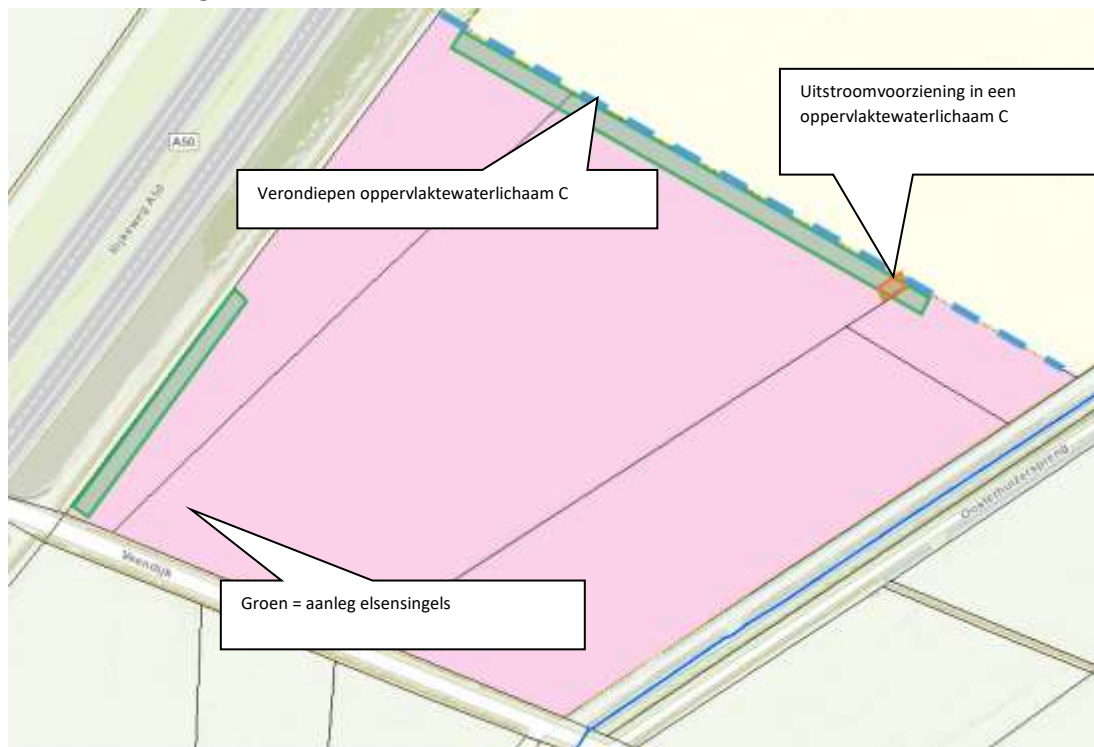 Uitstroomvoorziening in een
oppervlaktewaterlichaam C
A50
Verondiepen oppervlaktewaterlichaam C
Rijksweg A50
Oosterhuizerspreng
Veendijk
Groen = aanleg elsensingels